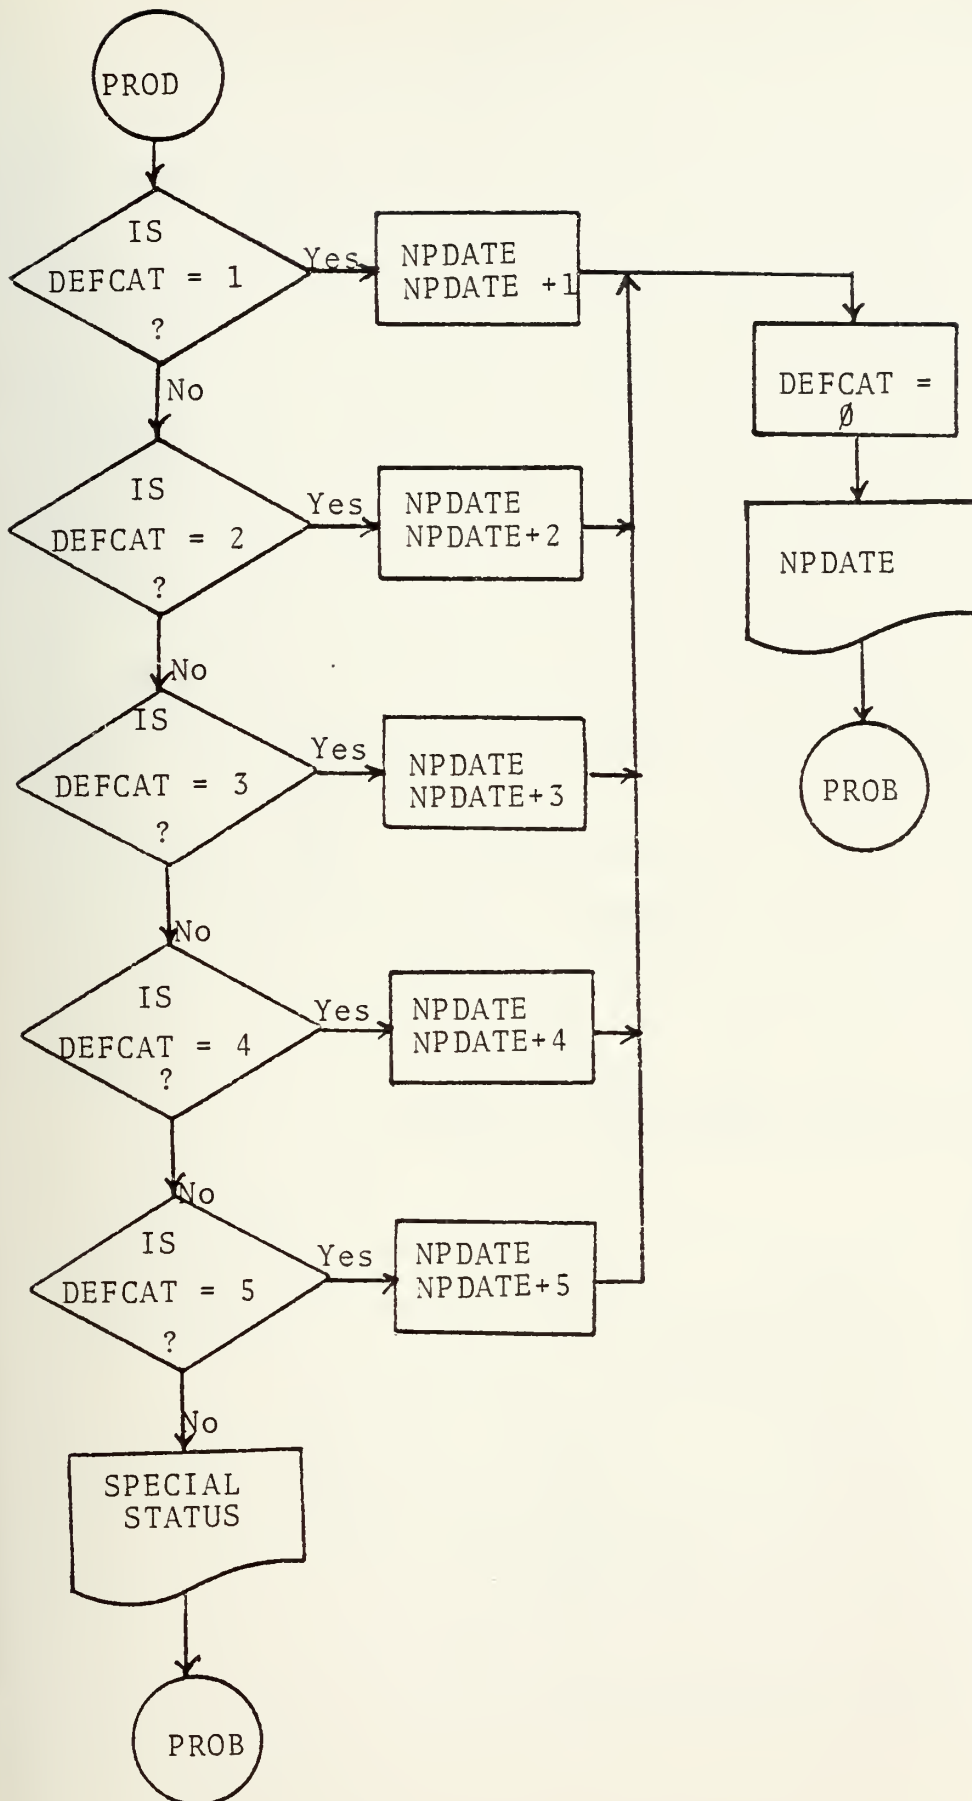 PROD
IS
DEFCAT = 1
?
Yes
NPDATE
NPDATE +1
No
DEFCAT =
Ø
IS
DEFCAT = 2
?
Yes
NPDATE
NPDATE+2
NPDATE
No
IS
DEFCAT = 3
?
Yes
NPDATE
NPDATE+3
PROB
No
IS
DEFCAT = 4
?
Yes
NPDATE
NPDATE+4
No
IS
DEFCAT = 5
?
Yes
NPDATE
NPDATE+5
No
SPECIAL
STATUS
PROB